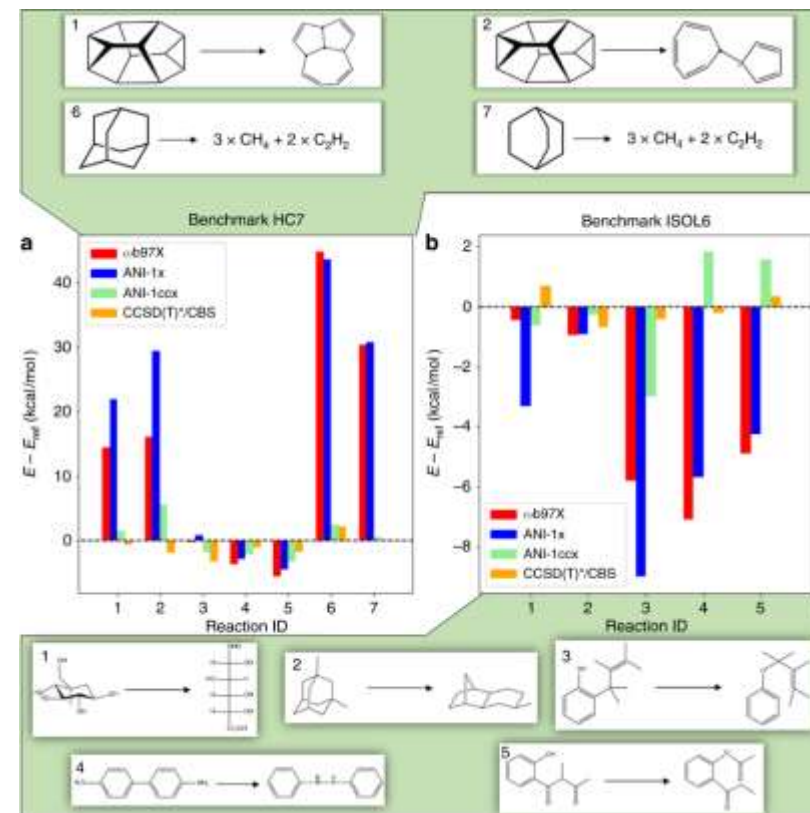 1
2
6
3 × CH₄ + 2 × C₂H₂
7
3 × CH₄ + 2 × C₂H₂
Benchmark HC7
a
ωb97X
ANI-1x
ANI-1ccx
CCSD(T)*/CBS
40
30
20
10
0
E − E_ref (kcal/mol)
1 2 3 4 5 6 7
Reaction ID
Benchmark ISOL6
b
2
0
−2
−4
−6
−8
E − E_ref (kcal/mol)
ωb97X
ANI-1x
ANI-1ccx
CCSD(T)*/CBS
1 2 3 4 5
Reaction ID
1
2
3
4
5